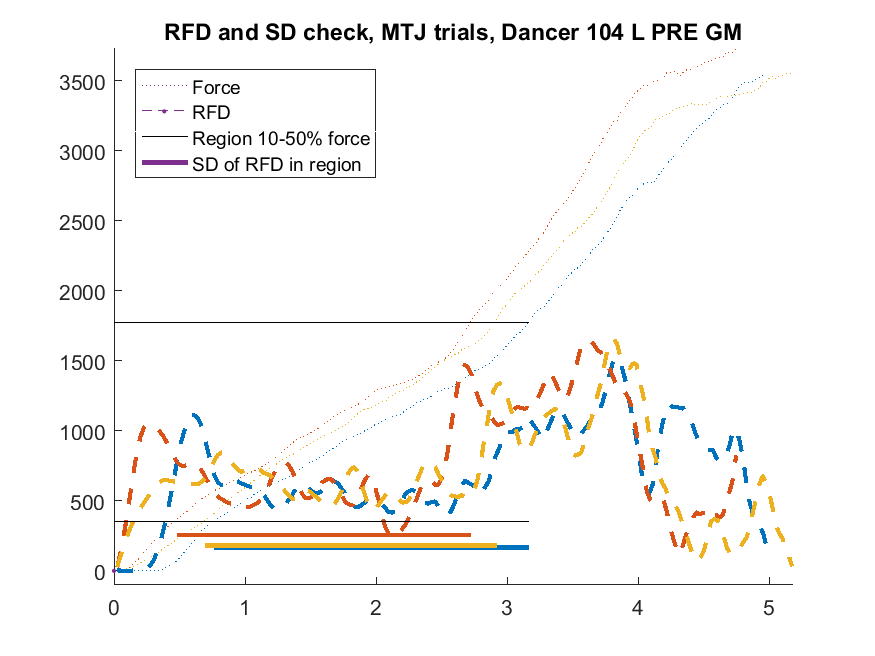 RFD and SD check, MTJ trials, Dancer 104 L PRE GM
Force
RFD
Region 10-50% force
SD of RFD in region
3500
3000
2500
2000
1500
1000
500
0
0 1 2 3 4 5